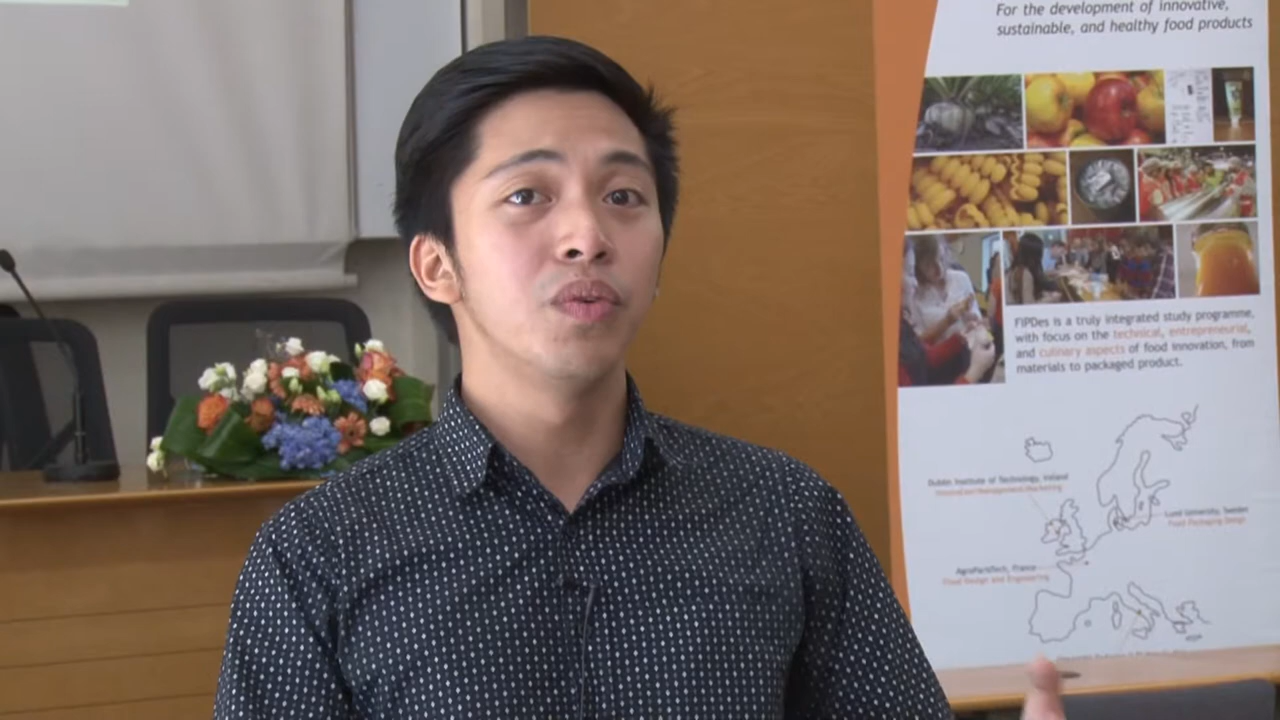 For the development of innovative,
sustainable, and healthy food products
FIPDes is a truly integrated study programme,
with focus on the technical, entrepreneurial,
and culinary aspects of food innovation, from
materials to packaged product.
Dublin Institute of Technology, Ireland
Lund University, Sweden
Food Packaging Design
AgroParisTech, France
Food Design and Engineering